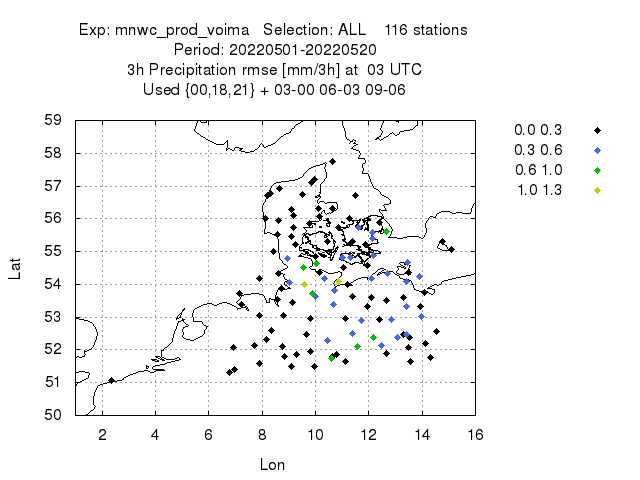 Exp: mnwc_prod_voima Selection: ALL 116 stations
Period: 20220501-20220520
3h Precipitation rmse [mm/3h] at 03 UTC
Used {00,18,21} + 03-00 06-03 09-06
59
58
57
56
55
54
53
52
51
50
Lat
2 4 6 8 10 12 14 16
Lon
0.0 0.3
0.3 0.6
0.6 1.0
1.0 1.3